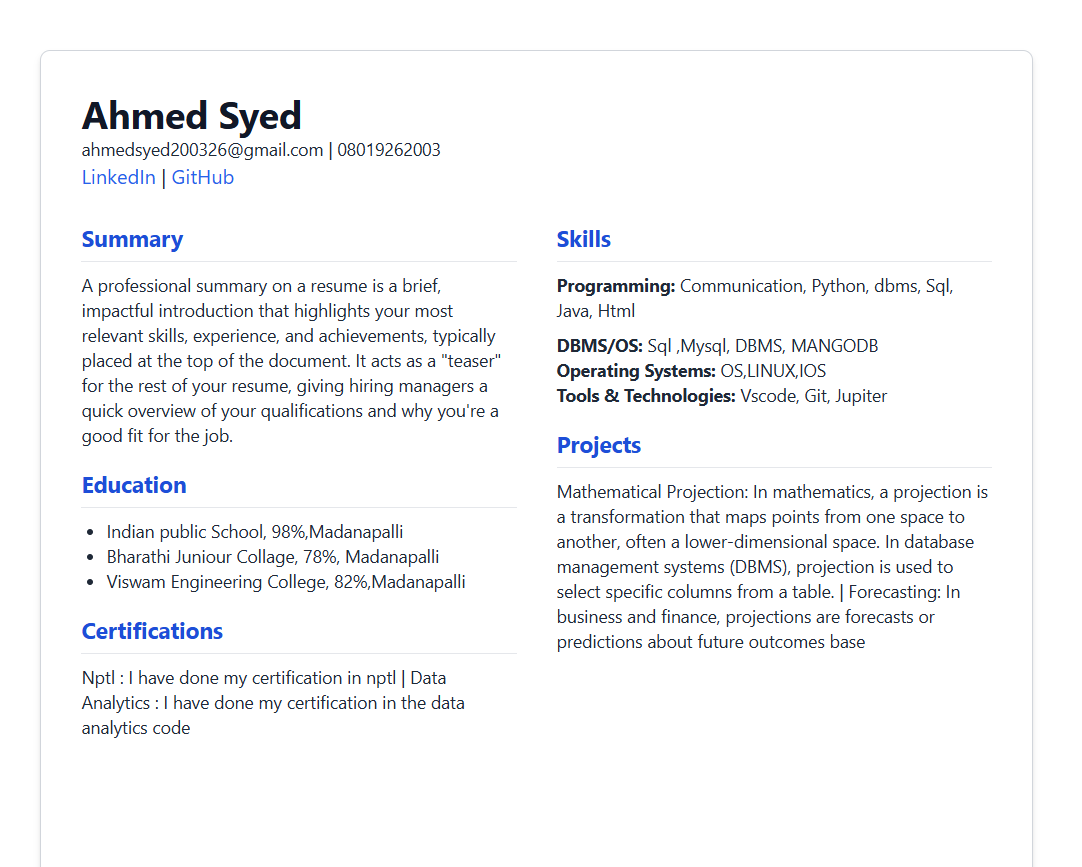 Ahmed Syed
ahmedsyed200326@gmail.com | 08019262003
LinkedIn | GitHub
Summary
A professional summary on a resume is a brief,
impactful introduction that highlights your most
relevant skills, experience, and achievements, typically
placed at the top of the document. It acts as a "teaser"
for the rest of your resume, giving hiring managers a
quick overview of your qualifications and why you're a
good fit for the job.
Education
• Indian public School, 98%,Madanapalli
• Bharathi Juniour Collage, 78%, Madanapalli
• Viswam Engineering College, 82%,Madanapalli
Certifications
Nptl : I have done my certification in nptl | Data
Analytics : I have done my certification in the data
analytics code
Skills
Programming: Communication, Python, dbms, Sql,
Java, Html
DBMS/OS: Sql ,Mysql, DBMS, MANGODB
Operating Systems: OS,LINUX,IOS
Tools & Technologies: Vscode, Git, Jupiter
Projects
Mathematical Projection: In mathematics, a projection is
a transformation that maps points from one space to
another, often a lower-dimensional space. In database
management systems (DBMS), projection is used to
select specific columns from a table. | Forecasting: In
business and finance, projections are forecasts or
predictions about future outcomes base